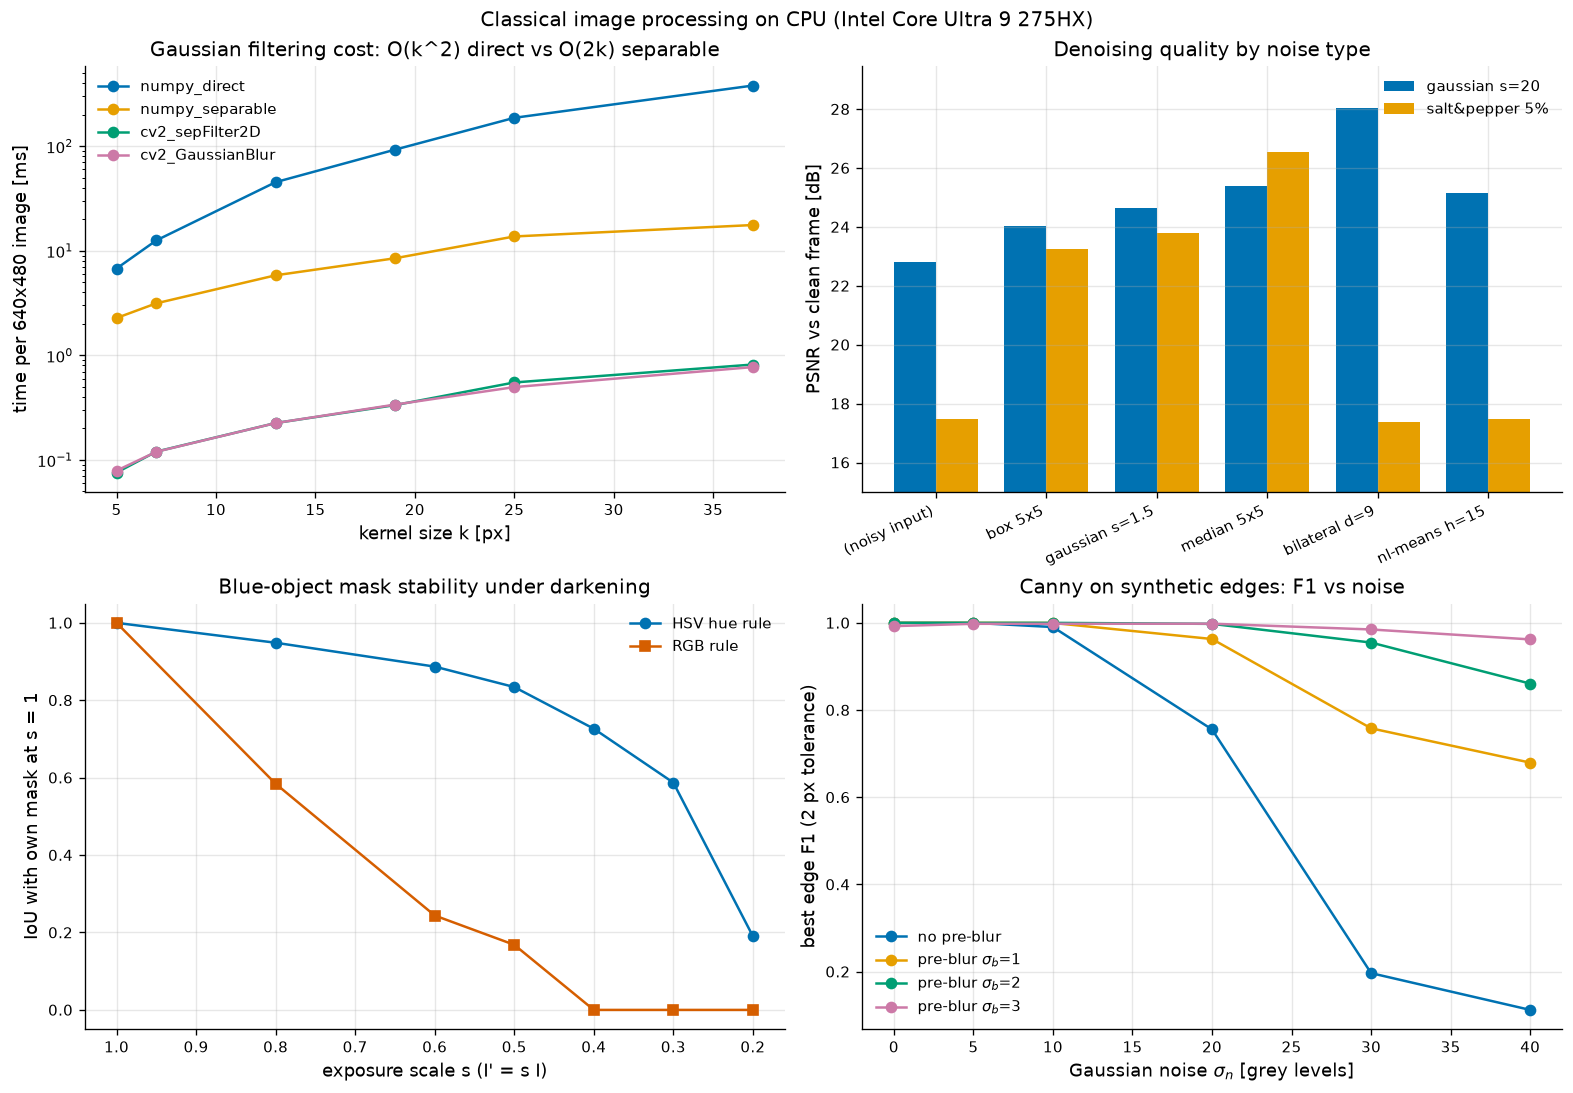 Classical image processing on CPU (Intel Core Ultra 9 275HX)
Gaussian filtering cost: O(k^2) direct vs O(2k) separable
numpy_direct
numpy_separable
cv2_sepFilter2D
cv2_GaussianBlur
time per 640x480 image [ms]
10²
10¹
10⁰
10⁻¹
5 10 15 20 25 30 35
kernel size k [px]
Denoising quality by noise type
gaussian s=20
salt&pepper 5%
PSNR vs clean frame [dB]
28
26
24
22
20
18
16
(noisy input)
box 5x5
gaussian s=1.5
median 5x5
bilateral d=9
nl-means h=15
Blue-object mask stability under darkening
HSV hue rule
RGB rule
IoU with own mask at s = 1
1.0
0.8
0.6
0.4
0.2
0.0
1.0 0.9 0.8 0.7 0.6 0.5 0.4 0.3 0.2
exposure scale s (I' = s I)
Canny on synthetic edges: F1 vs noise
best edge F1 (2 px tolerance)
1.0
0.8
0.6
0.4
0.2
no pre-blur
pre-blur σ_b=1
pre-blur σ_b=2
pre-blur σ_b=3
0 5 10 15 20 25 30 35 40
Gaussian noise σ_n [grey levels]